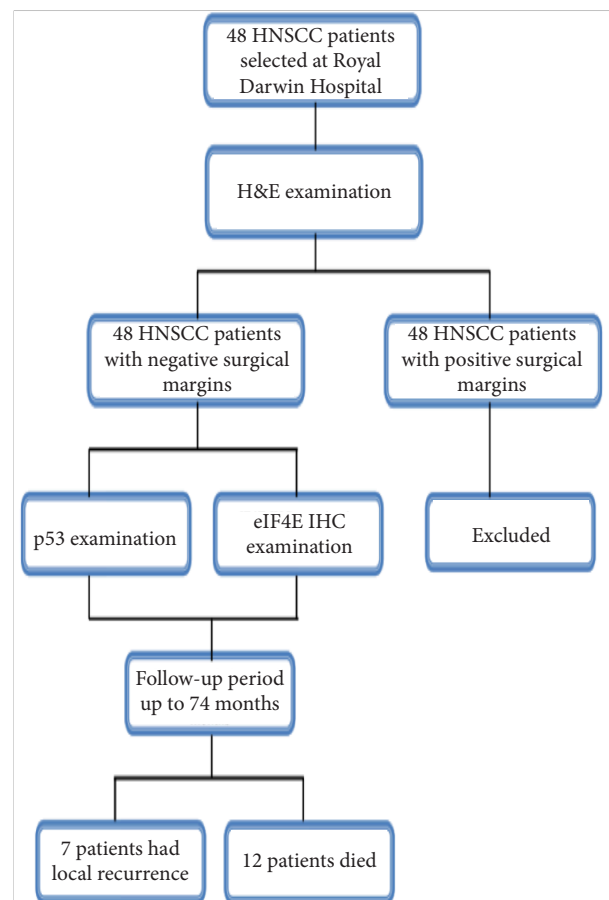 48 HNSCC patients
selected at Royal
Darwin Hospital
H&E examination
48 HNSCC patients
with negative surgical
margins
48 HNSCC patients
with positive surgical
margins
p53 examination
eIF4E IHC
examination
Excluded
Follow-up period
up to 74 months
7 patients had
local recurrence
12 patients died